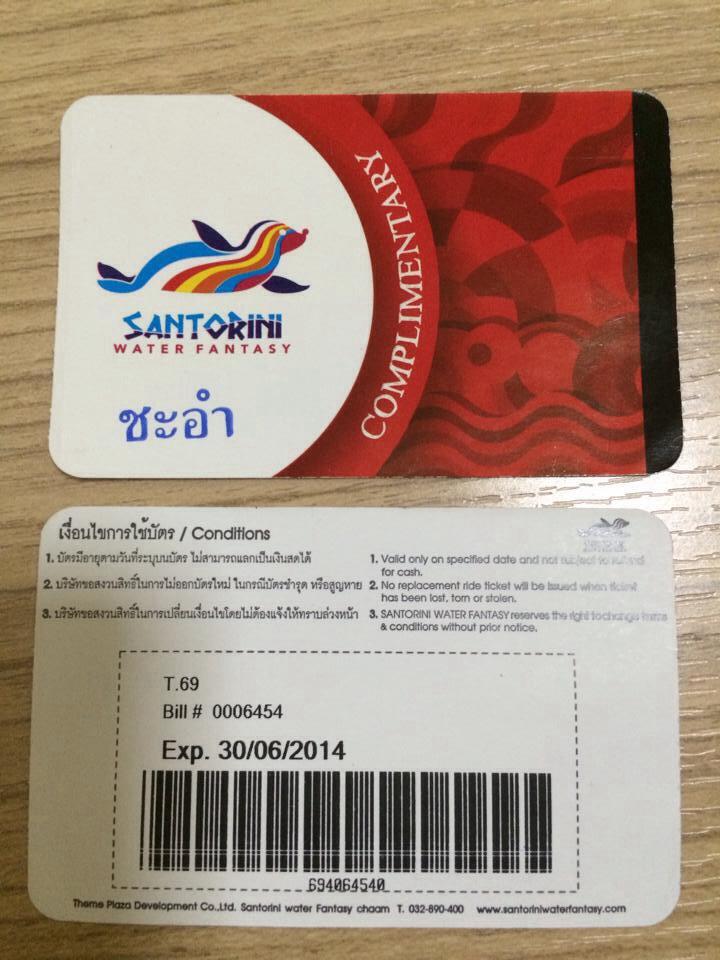 SANTORINI
WATER FANTASY
ชะอำ
COMPLIMENTARY
เงื่อนไขการใช้บัตร / Conditions
1. บัตรมีอายุตามวันที่ระบุบนบัตร ไม่สามารถแลกเป็นเงินสดได้
2. บริษัทขอสงวนสิทธิ์ในการไม่ออกบัตรใหม่ ในกรณีบัตรชำรุด หรือสูญหาย
3. บริษัทขอสงวนสิทธิ์ในการเปลี่ยนเงื่อนไขโดยไม่ต้องแจ้งให้ทราบล่วงหน้า
1. Valid only on specified date and not subject to refund
for cash.
2. No replacement ride ticket will be issued when ticket
has been lost, torn or stolen.
3. SANTORINI WATER FANTASY reserves the right to change terms
& conditions without prior notice.
T.69
Bill # 0006454
Exp. 30/06/2014
694064540
Theme Plaza Development Co.,Ltd. Santorini water Fantasy chaam T. 032-890-400 www.santoriniwaterfantasy.com